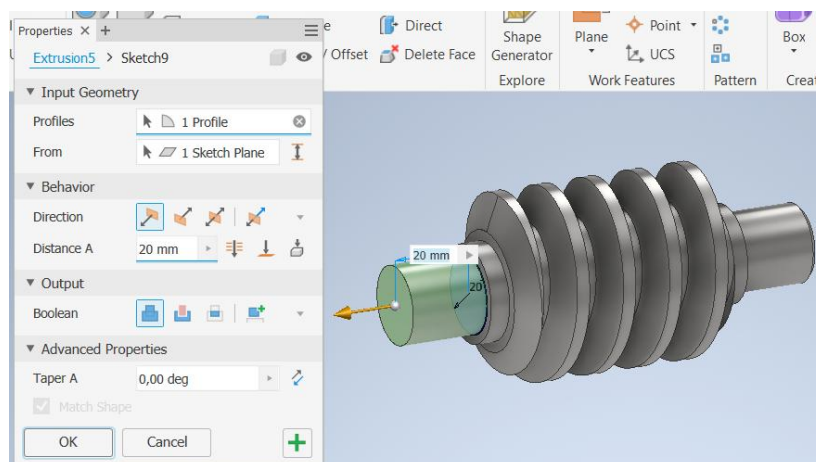 Properties × +
Extrusion5 > Sketch9
Input Geometry
Profiles 1 Profile
From 1 Sketch Plane
Behavior
Direction
Distance A 20 mm
Output
Boolean
Advanced Properties
Taper A 0,00 deg
Match Shape
OK Cancel
Direct
Offset Delete Face
Shape
Generator
Explore
Plane
Point
UCS
Work Features
Pattern
Box
20 mm
20